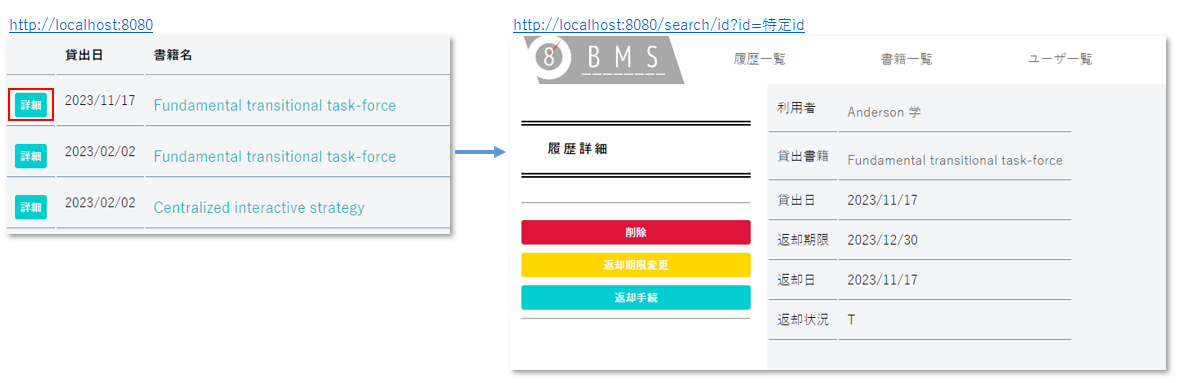 http://localhost:8080
貸出日 書籍名
詳細 2023/11/17 Fundamental transitional task-force
詳細 2023/02/02 Fundamental transitional task-force
詳細 2023/02/02 Centralized interactive strategy
http://localhost:8080/search/id?id=特定id
8 BMS 履歴一覧 書籍一覧 ユーザ一覧
履歴詳細
削除
返却期限変更
返却手続
利用者 Anderson 学
貸出書籍 Fundamental transitional task-force
貸出日 2023/11/17
返却期限 2023/12/30
返却日 2023/11/17
返却状況 T